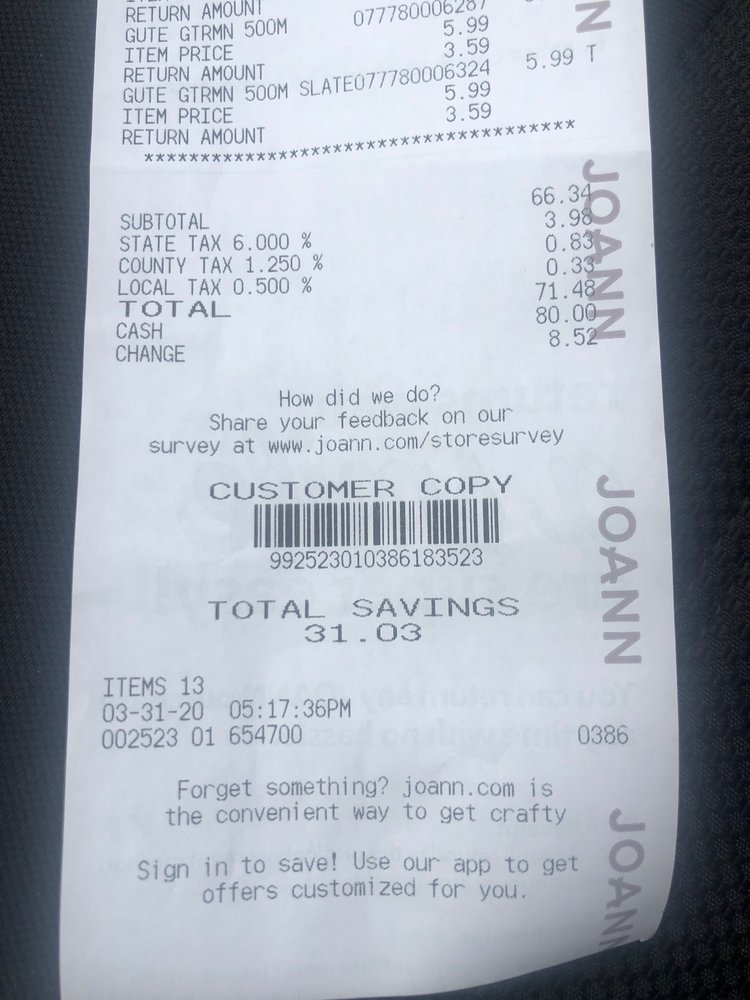 RETURN AMOUNT
GUTE GTRMN 500M 077780006287
ITEM PRICE 5.99
RETURN AMOUNT 3.59
GUTE GTRMN 500M SLATE077780006324 5.99 T
ITEM PRICE 5.99
RETURN AMOUNT 3.59
**************************************
SUBTOTAL 66.34
STATE TAX 6.000 % 3.98
COUNTY TAX 1.250 % 0.83
LOCAL TAX 0.500 % 0.33
TOTAL 71.48
CASH 80.00
CHANGE 8.52
How did we do?
Share your feedback on our
survey at www.joann.com/storesurvey
CUSTOMER COPY
992523010386183523
TOTAL SAVINGS
31.03
ITEMS 13
03-31-20 05:17:36PM
002523 01 654700 0386
Forget something? joann.com is
the convenient way to get crafty
Sign in to save! Use our app to get
offers customized for you.
JOANN
JOANN
JOANN